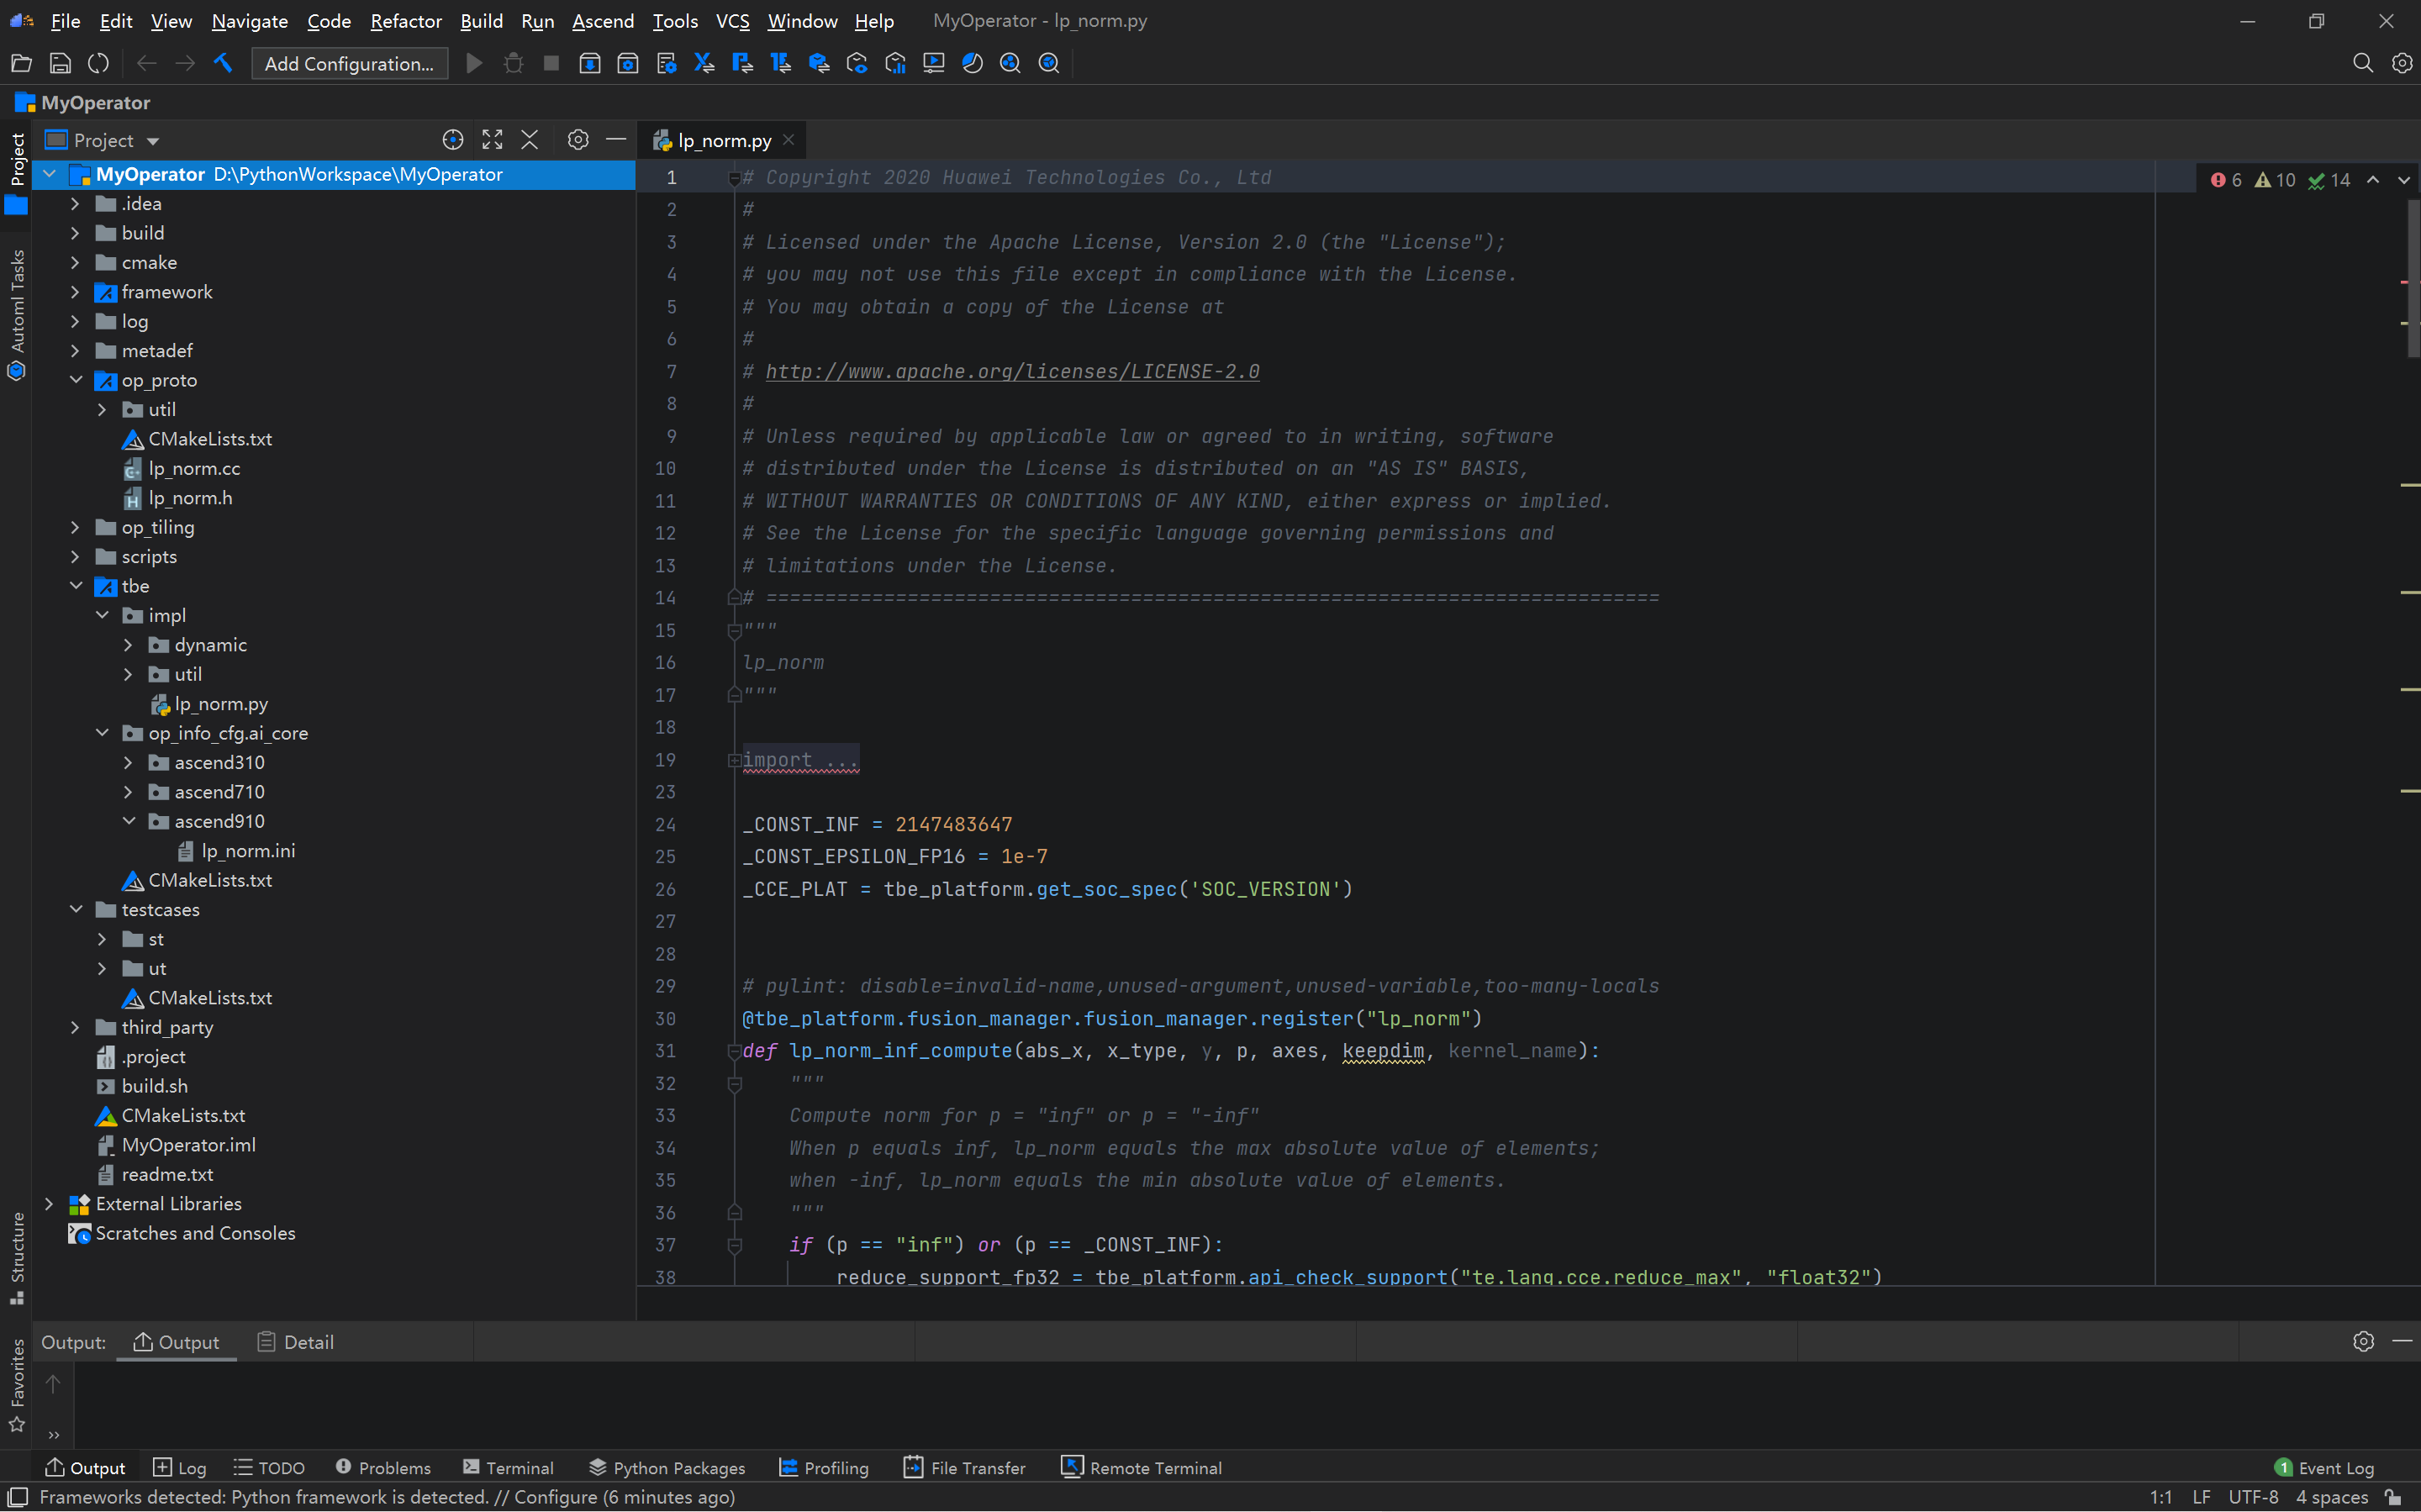 File Edit View Navigate Code Refactor Build Run Ascend Tools VCS Window Help MyOperator - lp_norm.py
Add Configuration...
MyOperator
Project
lp_norm.py
Project
Automl Tasks
Structure
Favorites
MyOperator D:\PythonWorkspace\MyOperator
.idea
build
cmake
framework
log
metadef
op_proto
util
CMakeLists.txt
lp_norm.cc
lp_norm.h
op_tiling
scripts
tbe
impl
dynamic
util
lp_norm.py
op_info_cfg.ai_core
ascend310
ascend710
ascend910
lp_norm.ini
CMakeLists.txt
testcases
st
ut
CMakeLists.txt
third_party
.project
build.sh
CMakeLists.txt
MyOperator.iml
readme.txt
External Libraries
Scratches and Consoles
6 10 14
1 # Copyright 2020 Huawei Technologies Co., Ltd
2 #
3 # Licensed under the Apache License, Version 2.0 (the "License");
4 # you may not use this file except in compliance with the License.
5 # You may obtain a copy of the License at
6 #
7 # http://www.apache.org/licenses/LICENSE-2.0
8 #
9 # Unless required by applicable law or agreed to in writing, software
10 # distributed under the License is distributed on an "AS IS" BASIS,
11 # WITHOUT WARRANTIES OR CONDITIONS OF ANY KIND, either express or implied.
12 # See the License for the specific language governing permissions and
13 # limitations under the License.
14 # ============================================================================
15 """
16 lp_norm
17 """
18
19 import ...
23
24 _CONST_INF = 2147483647
25 _CONST_EPSILON_FP16 = 1e-7
26 _CCE_PLAT = tbe_platform.get_soc_spec('SOC_VERSION')
27
28
29 # pylint: disable=invalid-name,unused-argument,unused-variable,too-many-locals
30 @tbe_platform.fusion_manager.fusion_manager.register("lp_norm")
31 def lp_norm_inf_compute(abs_x, x_type, y, p, axes, keepdim, kernel_name):
32 """
33 Compute norm for p = "inf" or p = "-inf"
34 When p equals inf, lp_norm equals the max absolute value of elements;
35 when -inf, lp_norm equals the min absolute value of elements.
36 """
37 if (p == "inf") or (p == _CONST_INF):
38 reduce_support_fp32 = tbe_platform.api_check_support("te.lang.cce.reduce_max", "float32")
Output: Output Detail
Output Log TODO Problems Terminal Python Packages Profiling File Transfer Remote Terminal 1 Event Log
Frameworks detected: Python framework is detected. // Configure (6 minutes ago) 1:1 LF UTF-8 4 spaces